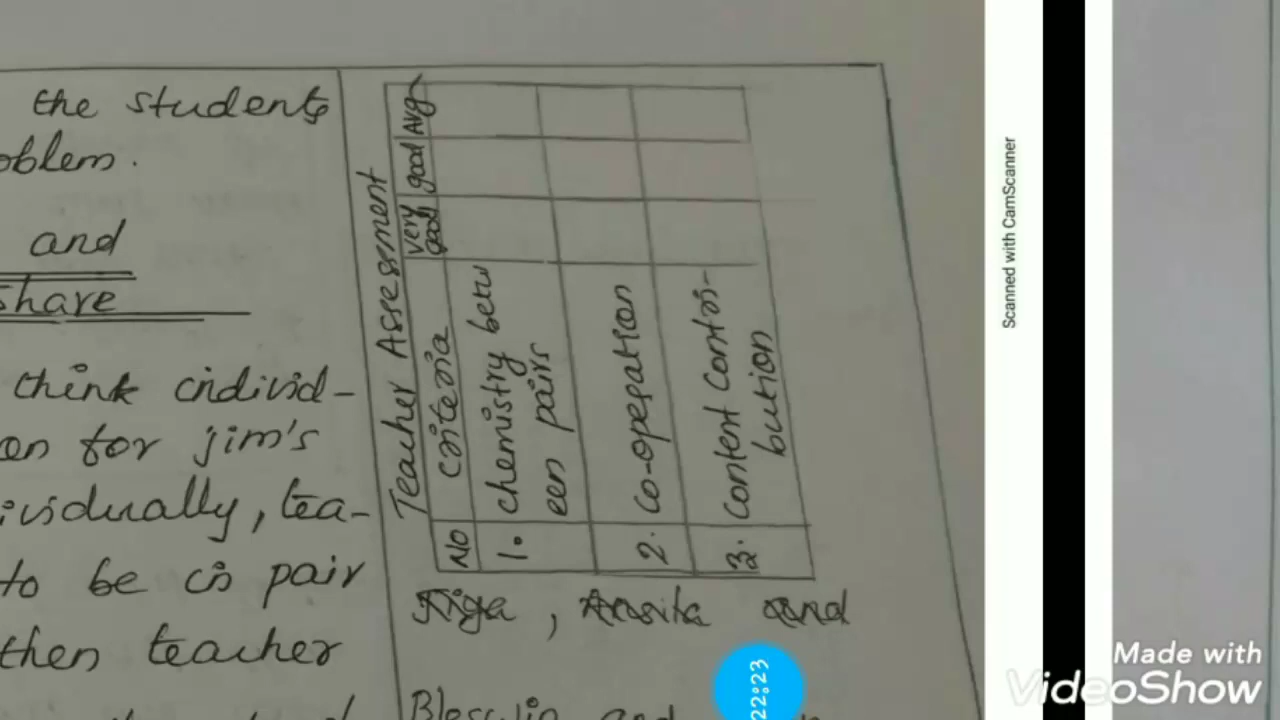 the students
oblem.
and
share
think individ-
on for jim's
ividually, tea-
to be in pair
then teacher
Teacher Assessment
No criteria very good good Avg
1. chemistry betw
een pairs
2. co-operation
3. content contri-
bution
, and
and
22:23
Scanned with CamScanner
Made with
VideoShow